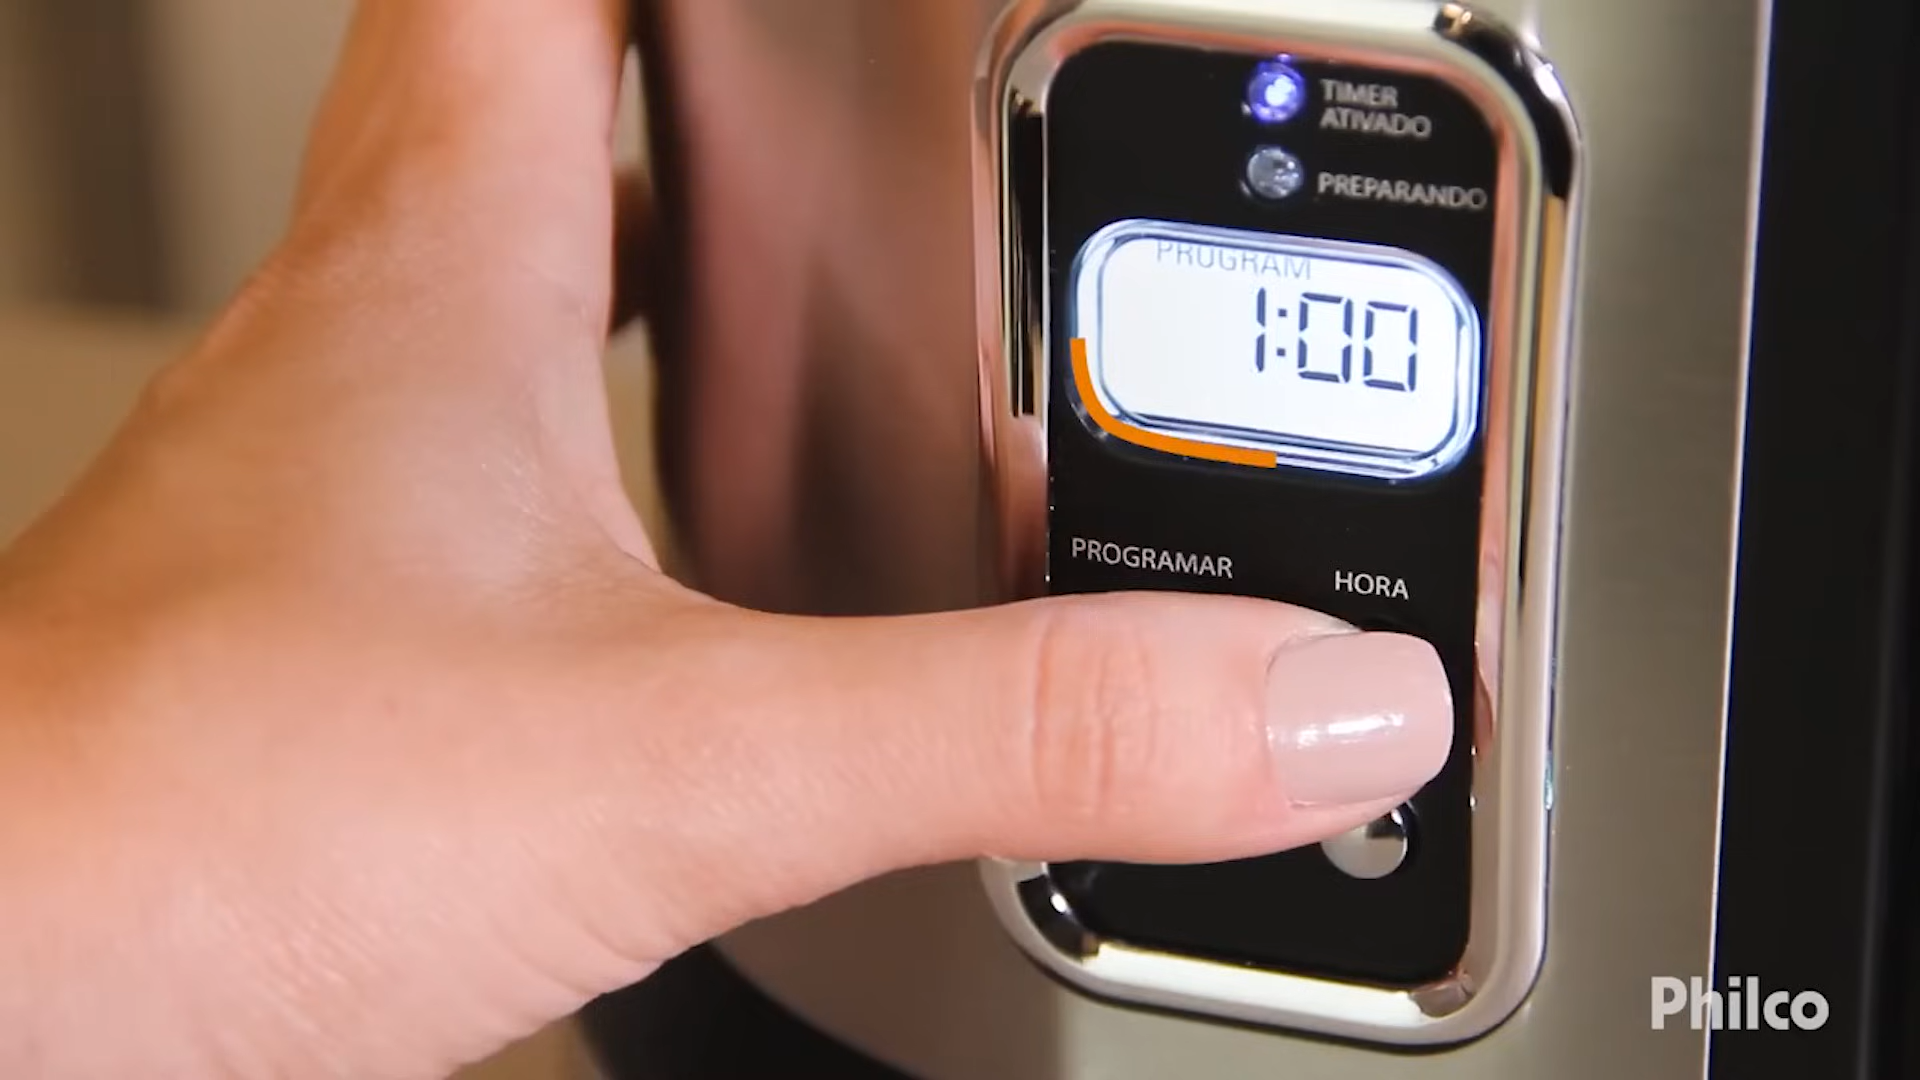 TIMER
ATIVADO
PREPARANDO
PROGRAM
1:00
PROGRAMAR
HORA
Philco